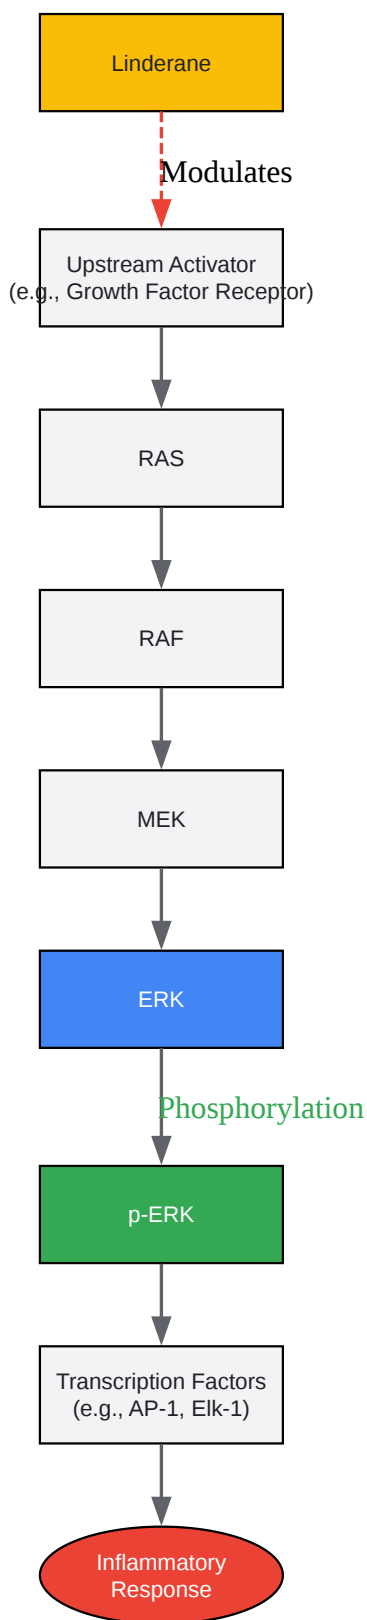 Linderane
Modulates
Upstream Activator
(e.g., Growth Factor Receptor)
RAS
RAF
MEK
ERK
Phosphorylation
p-ERK
Transcription Factors
(e.g., AP-1, Elk-1)
Inflammatory
Response